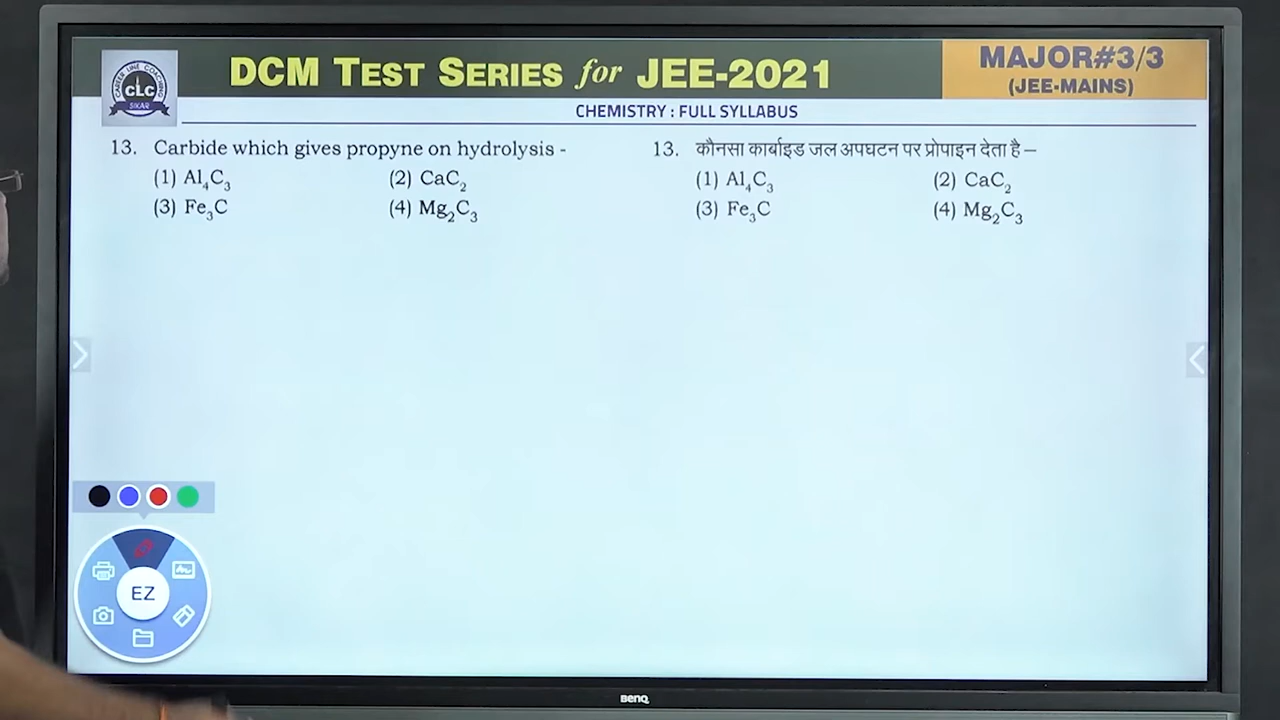 DCM TEST SERIES for JEE-2021
MAJOR#3/3
(JEE-MAINS)
CAREER LINE COACHING
CLC
SIKAR
CHEMISTRY : FULL SYLLABUS
13. Carbide which gives propyne on hydrolysis -
(1) Al₄C₃ (2) CaC₂
(3) Fe₃C (4) Mg₂C₃
13. कौनसा कार्बाइड जल अपघटन पर प्रोपाइन देता है –
(1) Al₄C₃ (2) CaC₂
(3) Fe₃C (4) Mg₂C₃
EZ
BENQ